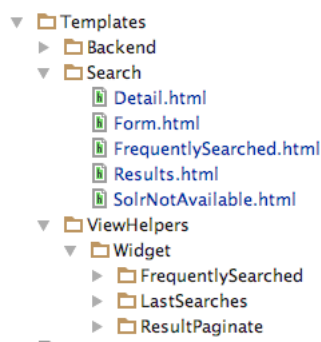 Templates
Backend
Search
Detail.html
Form.html
FrequentlySearched.html
Results.html
SolrNotAvailable.html
ViewHelpers
Widget
FrequentlySearched
LastSearches
ResultPaginate